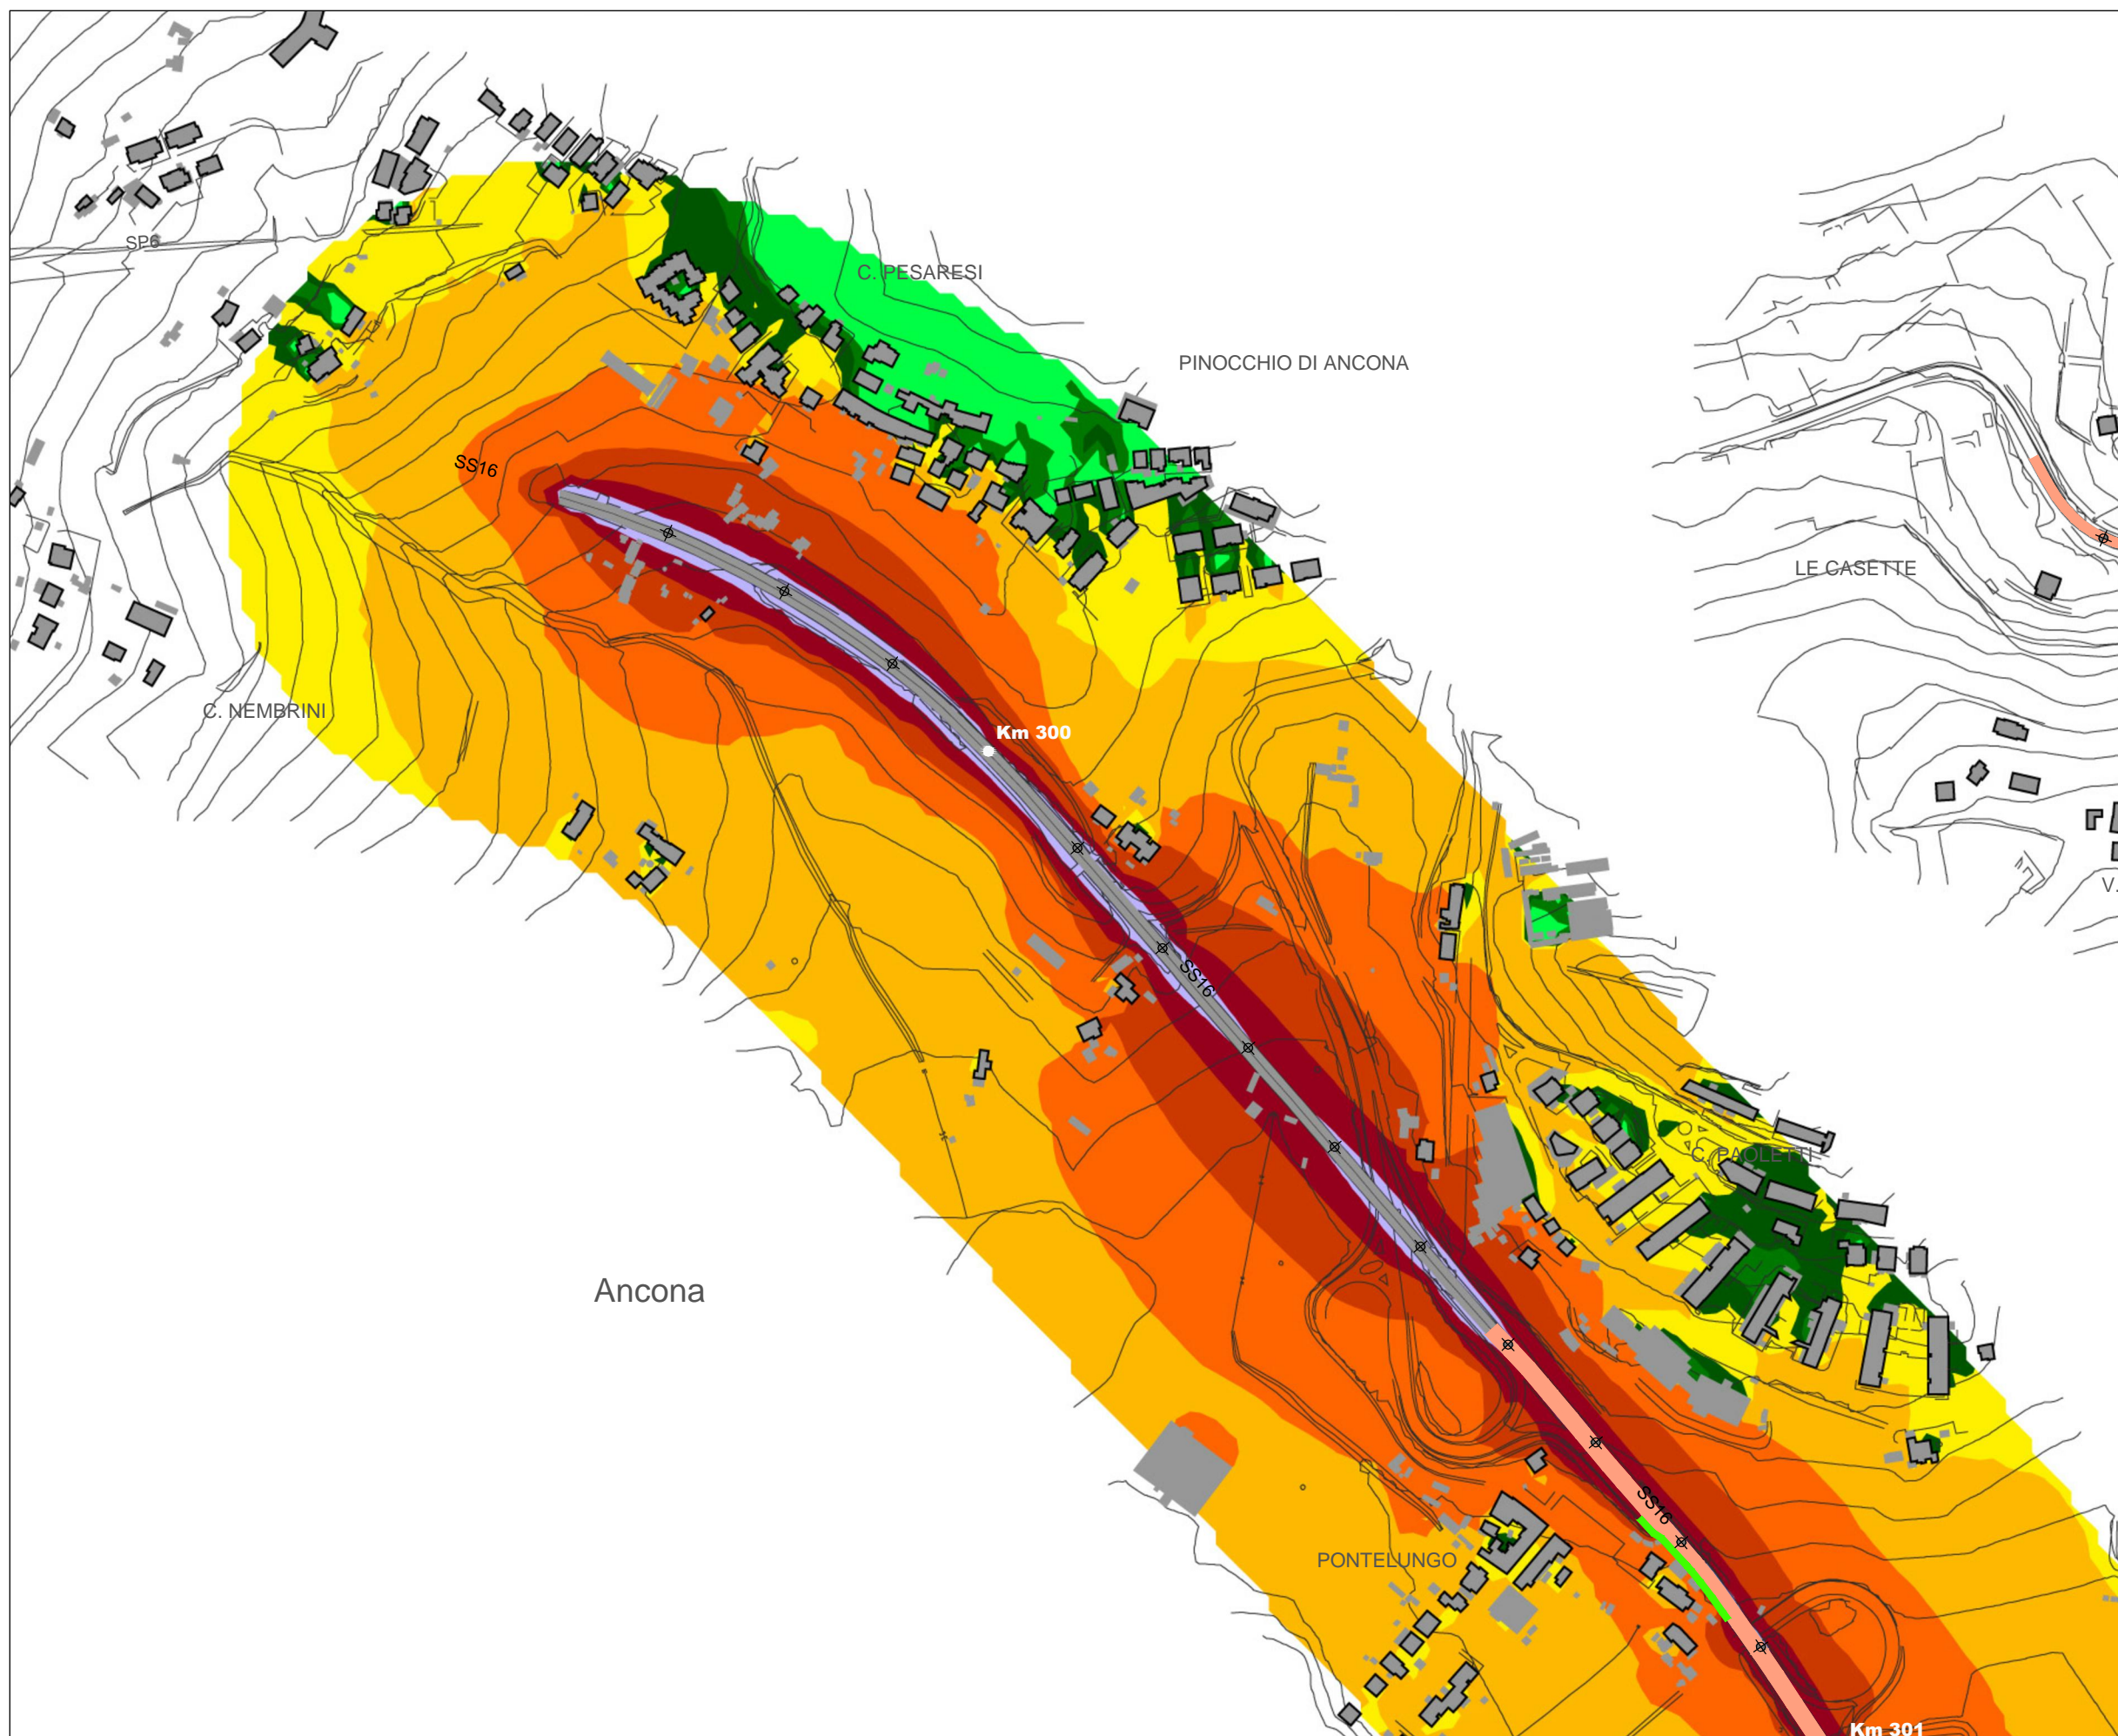 SP6
C. PESARESI
PINOCCHIO DI ANCONA
SS16
LE CASETTE
C. NEMBRINI
Km 300
V.
SS16
C. PAOLETTI
Ancona
SS16
PONTELUNGO
Km 301